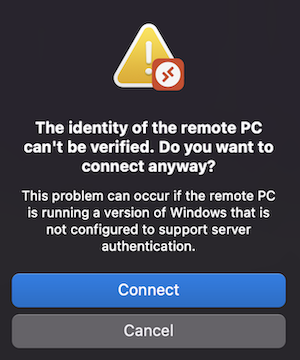 The identity of the remote PC
can't be verified. Do you want to
connect anyway?
This problem can occur if the remote PC
is running a version of Windows that is
not configured to support server
authentication.
Connect
Cancel